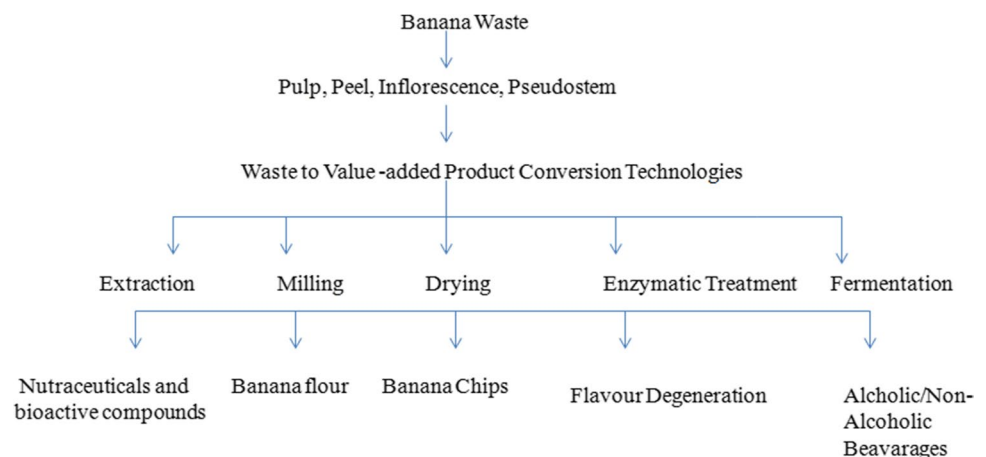 Banana Waste
Pulp, Peel, Inflorescence, Pseudostem
Waste to Value -added Product Conversion Technologies
Extraction Milling Drying Enzymatic Treatment Fermentation
Nutraceuticals and
bioactive compounds
Banana flour
Banana Chips
Flavour Degeneration
Alcholic/Non-
Alcoholic
Beavarages